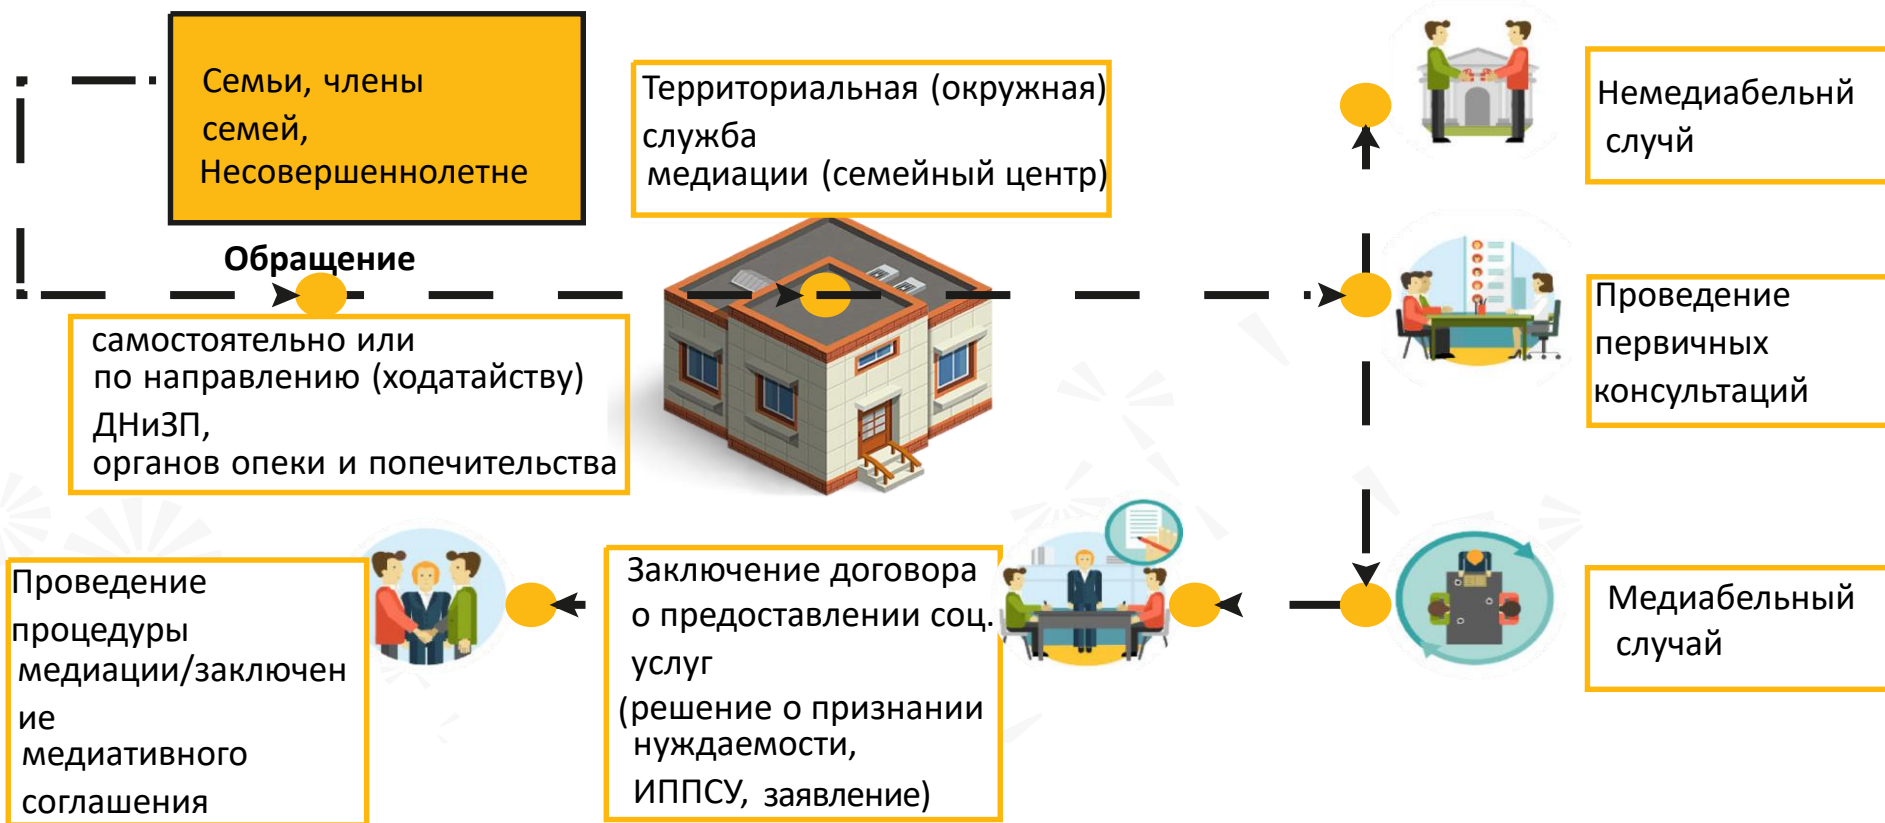 Семьи, члены
семей,
Несовершеннолетне
Территориальная (окружная)
служба
медиации (семейный центр)
Немедиабельнй
случй
Обращение
самостоятельно или
по направлению (ходатайству)
ДНиЗП,
органов опеки и попечительства
Проведение
первичных
консультаций
Проведение
процедуры
медиации/заключен
ие
медиативного
соглашения
Заключение договора
о предоставлении соц.
услуг
(решение о признании
нуждаемости,
ИППСУ, заявление)
Медиабельный
случай